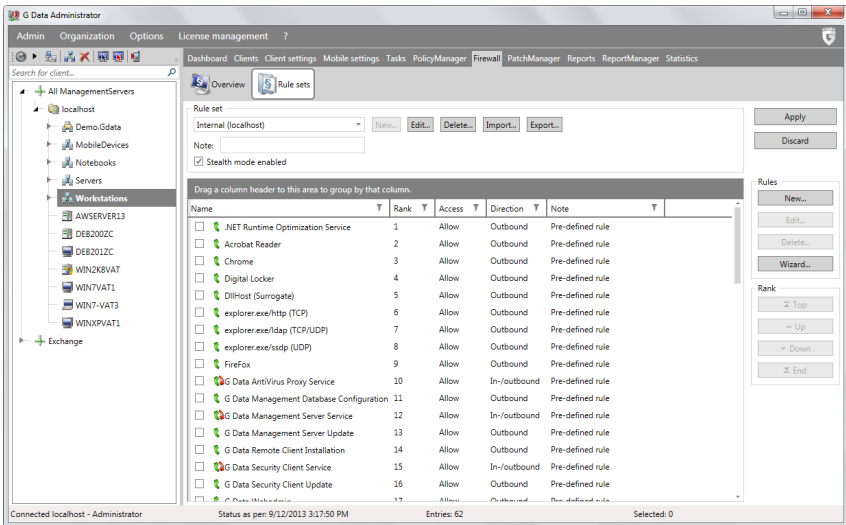 G Data Administrator
Admin Organization Options License management ?
Dashboard Clients Client settings Mobile settings Tasks PolicyManager Firewall PatchManager Reports ReportManager Statistics
Search for client...
Overview Rule sets
All ManagementServers
localhost
Demo.Gdata
MobileDevices
Notebooks
Servers
Workstations
AWSERVER13
DEB200ZC
DEB201ZC
WIN2K8VAT
WIN7VAT1
WIN7-VAT3
WINXPVAT1
Exchange
Rule set
Internal (localhost) New... Edit... Delete... Import... Export...
Note:
Stealth mode enabled
Apply
Discard
Drag a column header to this area to group by that column.
Name Rank Access Direction Note
.NET Runtime Optimization Service 1 Allow Outbound Pre-defined rule
Acrobat Reader 2 Allow Outbound Pre-defined rule
Chrome 3 Allow Outbound Pre-defined rule
Digital Locker 4 Allow Outbound Pre-defined rule
DllHost (Surrogate) 5 Allow Outbound Pre-defined rule
explorer.exe/http (TCP) 6 Allow Outbound Pre-defined rule
explorer.exe/ldap (TCP/UDP) 7 Allow Outbound Pre-defined rule
explorer.exe/ssdp (UDP) 8 Allow Outbound Pre-defined rule
FireFox 9 Allow Outbound Pre-defined rule
G Data AntiVirus Proxy Service 10 Allow In-/outbound Pre-defined rule
G Data Management Database Configuration 11 Allow Outbound Pre-defined rule
G Data Management Server Service 12 Allow In-/outbound Pre-defined rule
G Data Management Server Update 13 Allow Outbound Pre-defined rule
G Data Remote Client Installation 14 Allow Outbound Pre-defined rule
G Data Security Client Service 15 Allow In-/outbound Pre-defined rule
G Data Security Client Update 16 Allow Outbound Pre-defined rule
G Data Webadmin 17 Allow Outbound Pre-defined rule
Rules
New...
Edit...
Delete...
Wizard...
Rank
Top
Up
Down
End
Connected localhost - Administrator Status as per: 9/12/2013 3:17:50 PM Entries: 62 Selected: 0